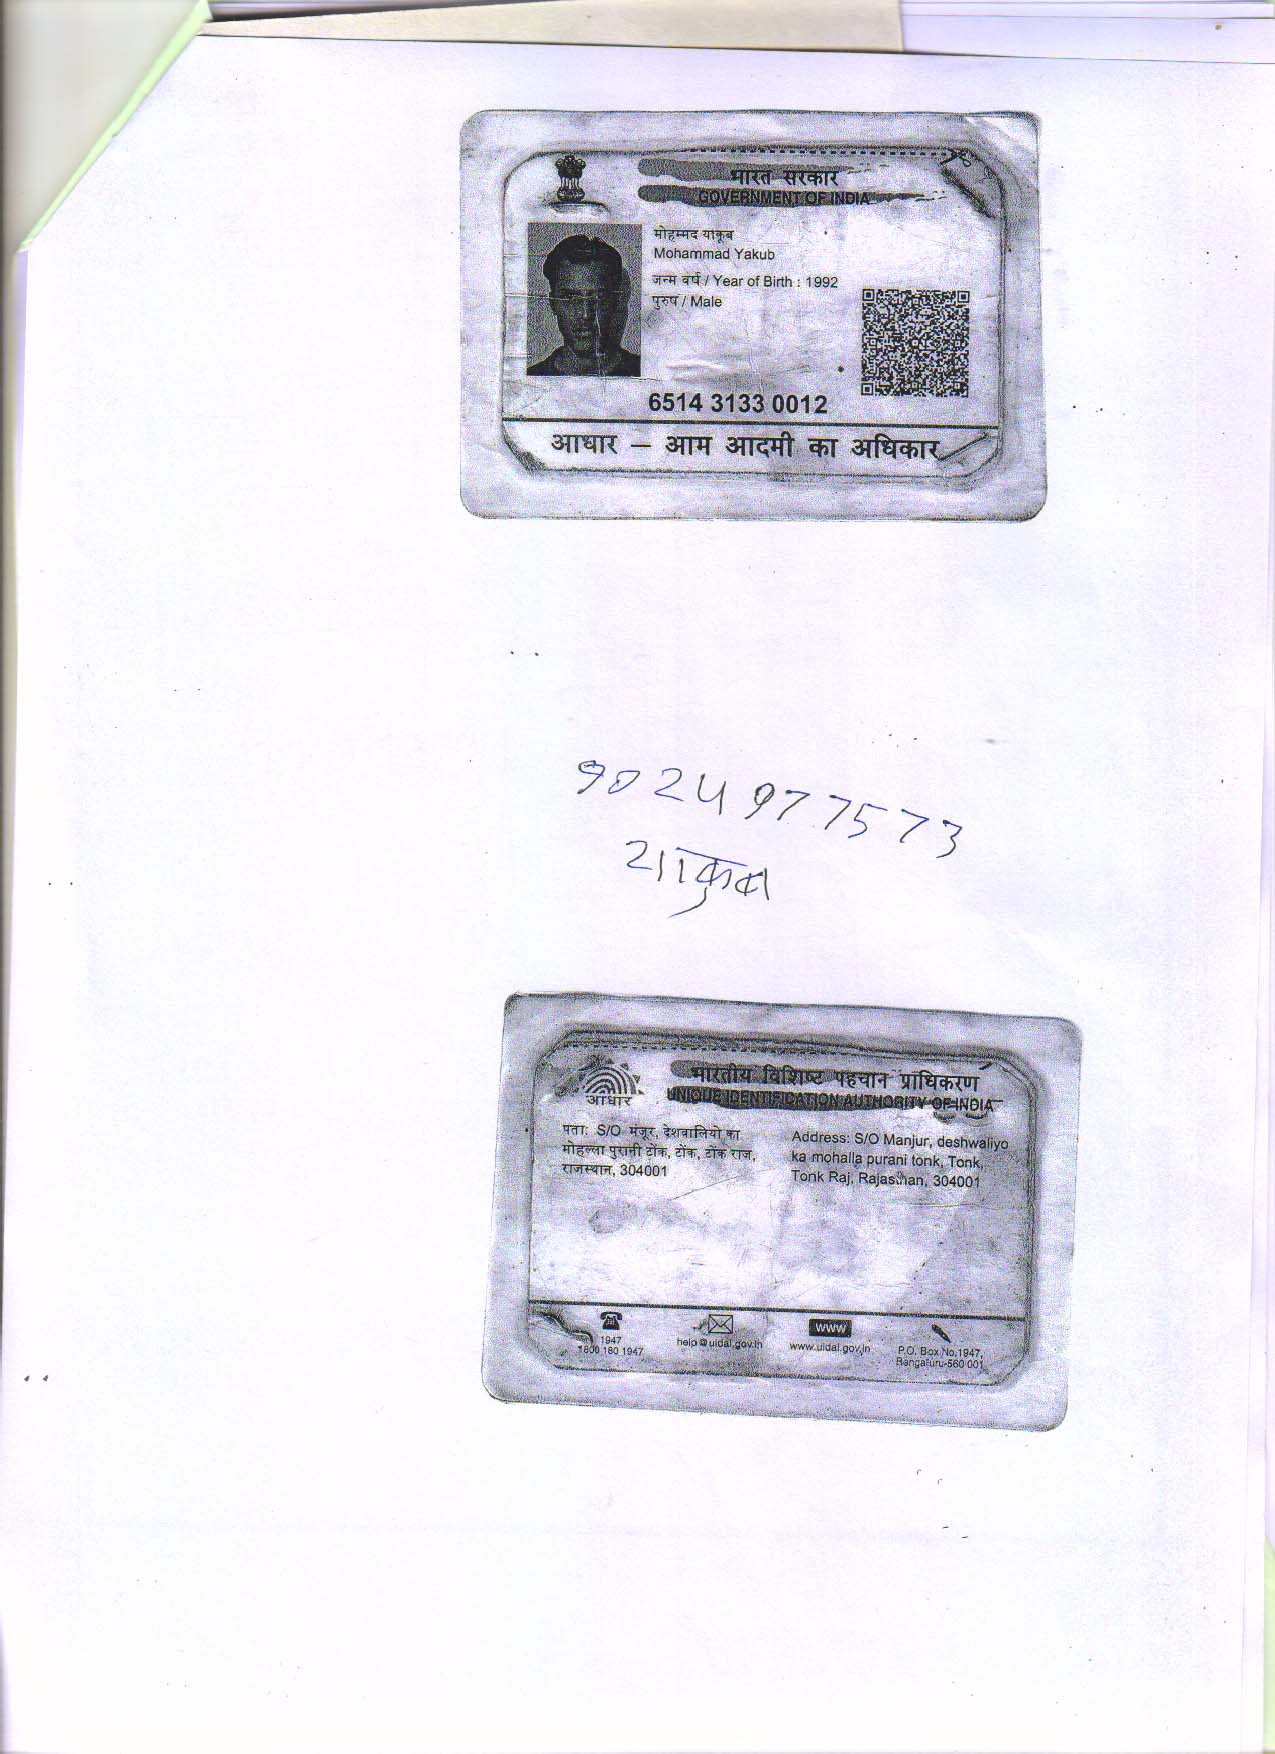 भारत सरकार
GOVERNMENT OF INDIA
मोहम्मद याकूब
Mohammad Yakub
जन्म वर्ष / Year of Birth : 1992
पुरुष / Male
6514 3133 0012
आधार – आम आदमी का अधिकार
9024977573
याकुब
भारतीय विशिष्ट पहचान प्राधिकरण
UNIQUE IDENTIFICATION AUTHORITY OF INDIA
आधार
पता: S/O मंजूर, देशवालियो का
मोहल्ला पुरानी टोंक, टोंक, टोंक राज,
राजस्थान, 304001
Address: S/O Manjur, deshwaliyo
ka mohalla purani tonk, Tonk,
Tonk Raj, Rajasthan, 304001
1947
1800 180 1947
help@uidai.gov.in
www
www.uidai.gov.in
P.O. Box No.1947,
Bengaluru-560 001